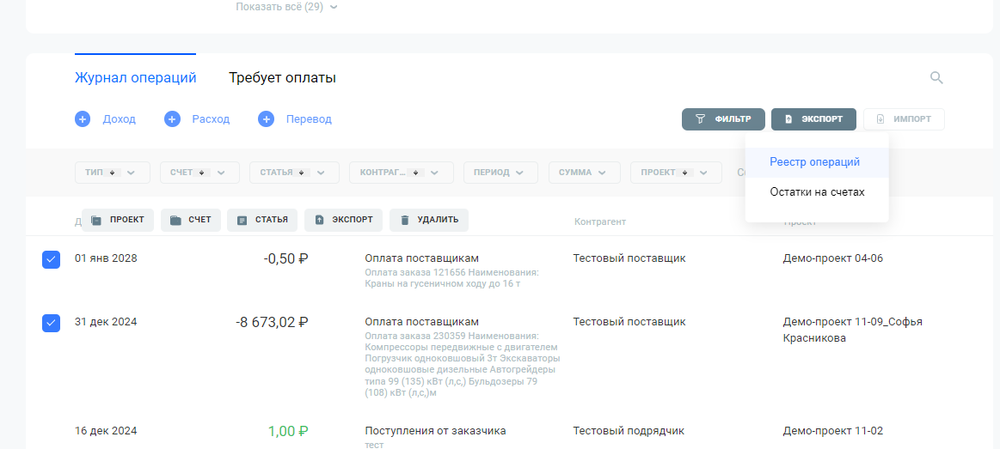 Показать всё (29)
Журнал операций
Требует оплаты
Доход
Расход
Перевод
ФИЛЬТР
ЭКСПОРТ
ИМПОРТ
Реестр операций
Остатки на счетах
ТИП
СЧЕТ
СТАТЬЯ
КОНТРАГ...
ПЕРИОД
СУММА
ПРОЕКТ
ПРОЕКТ
СЧЕТ
СТАТЬЯ
ЭКСПОРТ
УДАЛИТЬ
Контрагент
Проект
01 янв 2028
-0,50 ₽
Оплата поставщикам
Оплата заказа 121656 Наименования:
Краны на гусеничном ходу до 16 т
Тестовый поставщик
Демо-проект 04-06
31 дек 2024
-8 673,02 ₽
Оплата поставщикам
Оплата заказа 230359 Наименования:
Компрессоры передвижные с двигателем
Погрузчик одноковшовый 3т Экскаваторы
одноковшовые дизельные Автогрейдеры
типа 99 (135) кВт (л,с,) Бульдозеры 79
(108) кВт (л,с,)м
Тестовый поставщик
Демо-проект 11-09_Софья
Красникова
16 дек 2024
1,00 ₽
Поступления от заказчика
тест
Тестовый подрядчик
Демо-проект 11-02